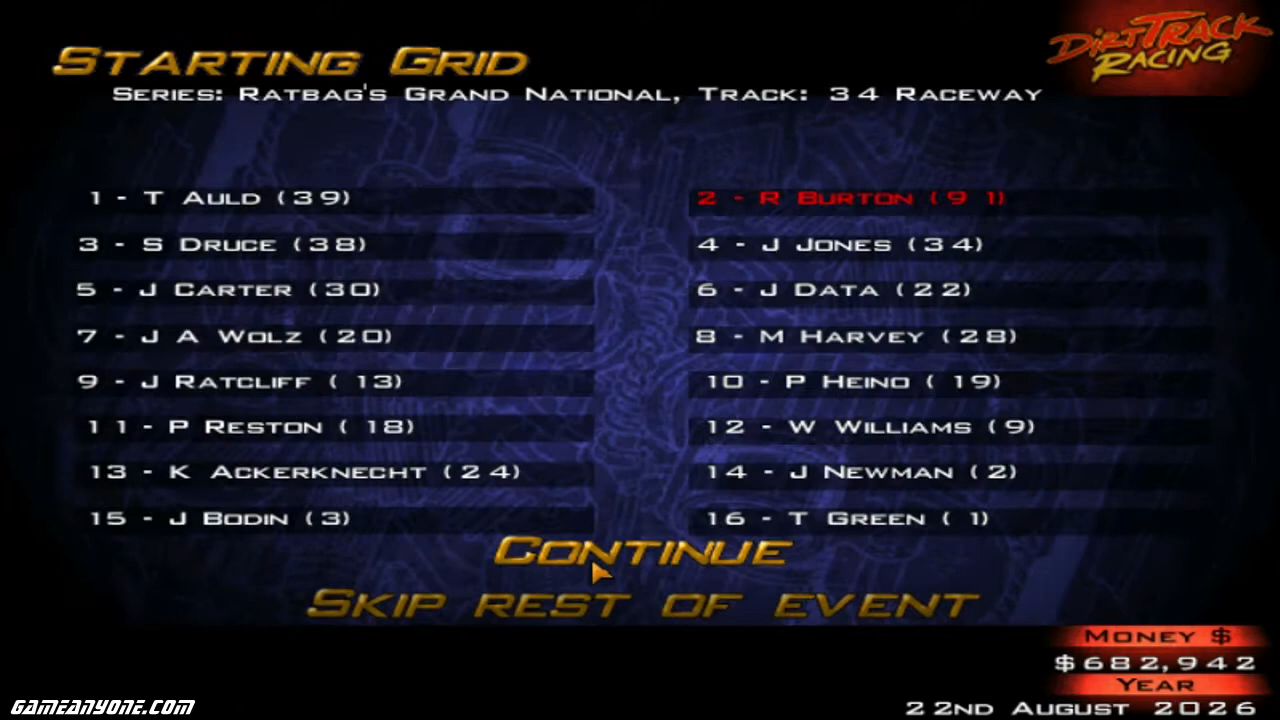 STARTING GRID
DIRT TRACK
RACING
SERIES: RATBAG'S GRAND NATIONAL, TRACK: 34 RACEWAY
1 - T AULD (39)
2 - R BURTON (91)
3 - S DRUCE (38)
4 - J JONES (34)
5 - J CARTER (30)
6 - J DATA (22)
7 - J A WOLZ (20)
8 - M HARVEY (28)
9 - J RATCLIFF (13)
10 - P HEINO (19)
11 - P RESTON (18)
12 - W WILLIAMS (9)
13 - K ACKERKNECHT (24)
14 - J NEWMAN (2)
15 - J BODIN (3)
16 - T GREEN (1)
CONTINUE
SKIP REST OF EVENT
MONEY $
$682,942
YEAR
22ND AUGUST 2026
GAMEANYONE.COM